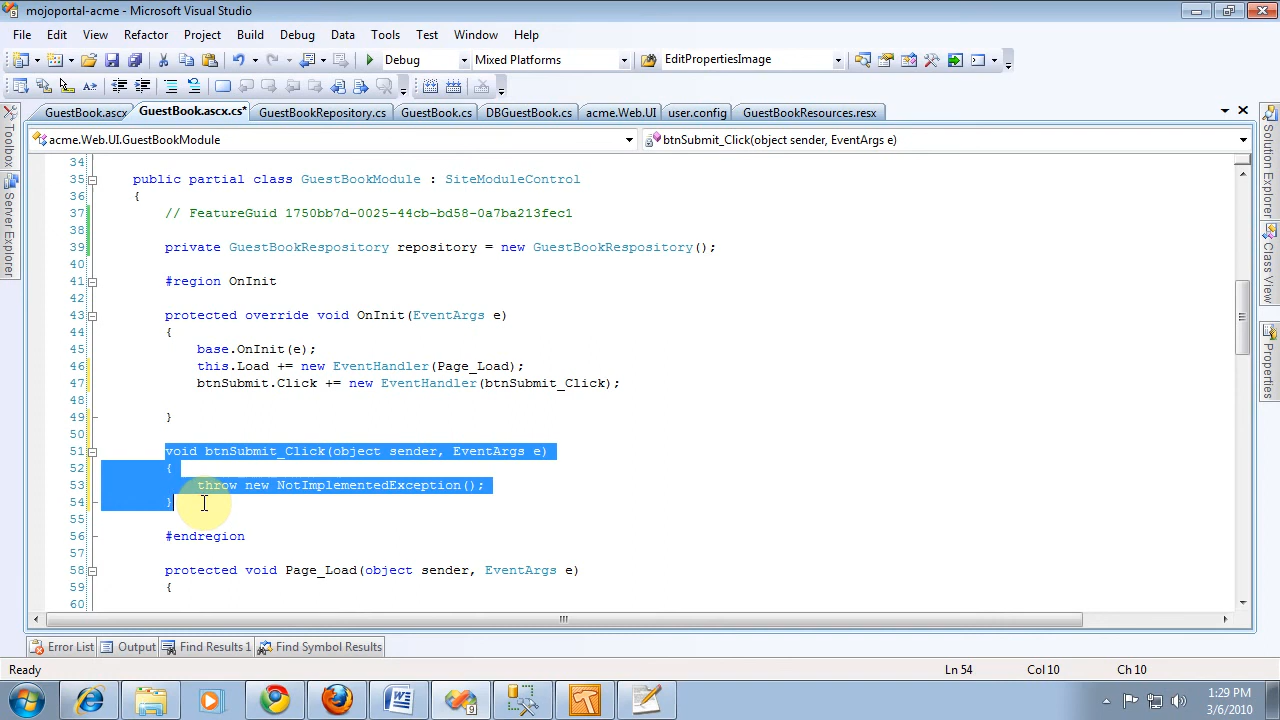 mojoportal-acme - Microsoft Visual Studio
File Edit View Refactor Project Build Debug Data Tools Test Window Help
Debug Mixed Platforms EditPropertiesImage
GuestBook.ascx GuestBook.ascx.cs* GuestBookRepository.cs GuestBook.cs DBGuestBook.cs acme.Web.UI user.config GuestBookResources.resx
acme.Web.UI.GuestBookModule btnSubmit_Click(object sender, EventArgs e)
Toolbox
Server Explorer
Solution Explorer
Class View
Properties
34
35 public partial class GuestBookModule : SiteModuleControl
36 {
37 // FeatureGuid 1750bb7d-0025-44cb-bd58-0a7ba213fec1
38
39 private GuestBookRespository repository = new GuestBookRespository();
40
41 #region OnInit
42
43 protected override void OnInit(EventArgs e)
44 {
45 base.OnInit(e);
46 this.Load += new EventHandler(Page_Load);
47 btnSubmit.Click += new EventHandler(btnSubmit_Click);
48
49 }
50
51 void btnSubmit_Click(object sender, EventArgs e)
52 {
53 throw new NotImplementedException();
54 }
55
56 #endregion
57
58 protected void Page_Load(object sender, EventArgs e)
59 {
60
Error List Output Find Results 1 Find Symbol Results
Ready Ln 54 Col 10 Ch 10
1:29 PM
3/6/2010